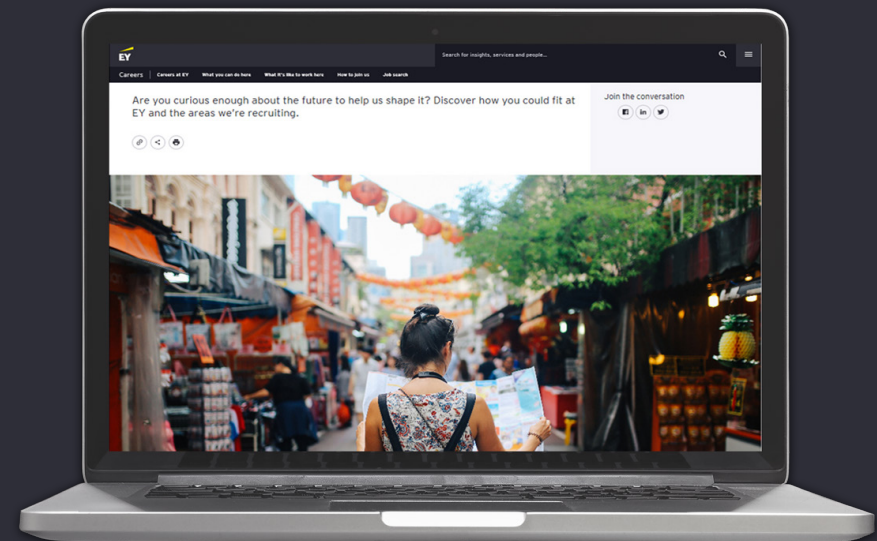 EY
Search for insights, services and people...
Careers
Careers at EY
What you can do here
What it's like to work here
How to join us
Job search
Are you curious enough about the future to help us shape it? Discover how you could fit at
EY and the areas we're recruiting.
Join the conversation